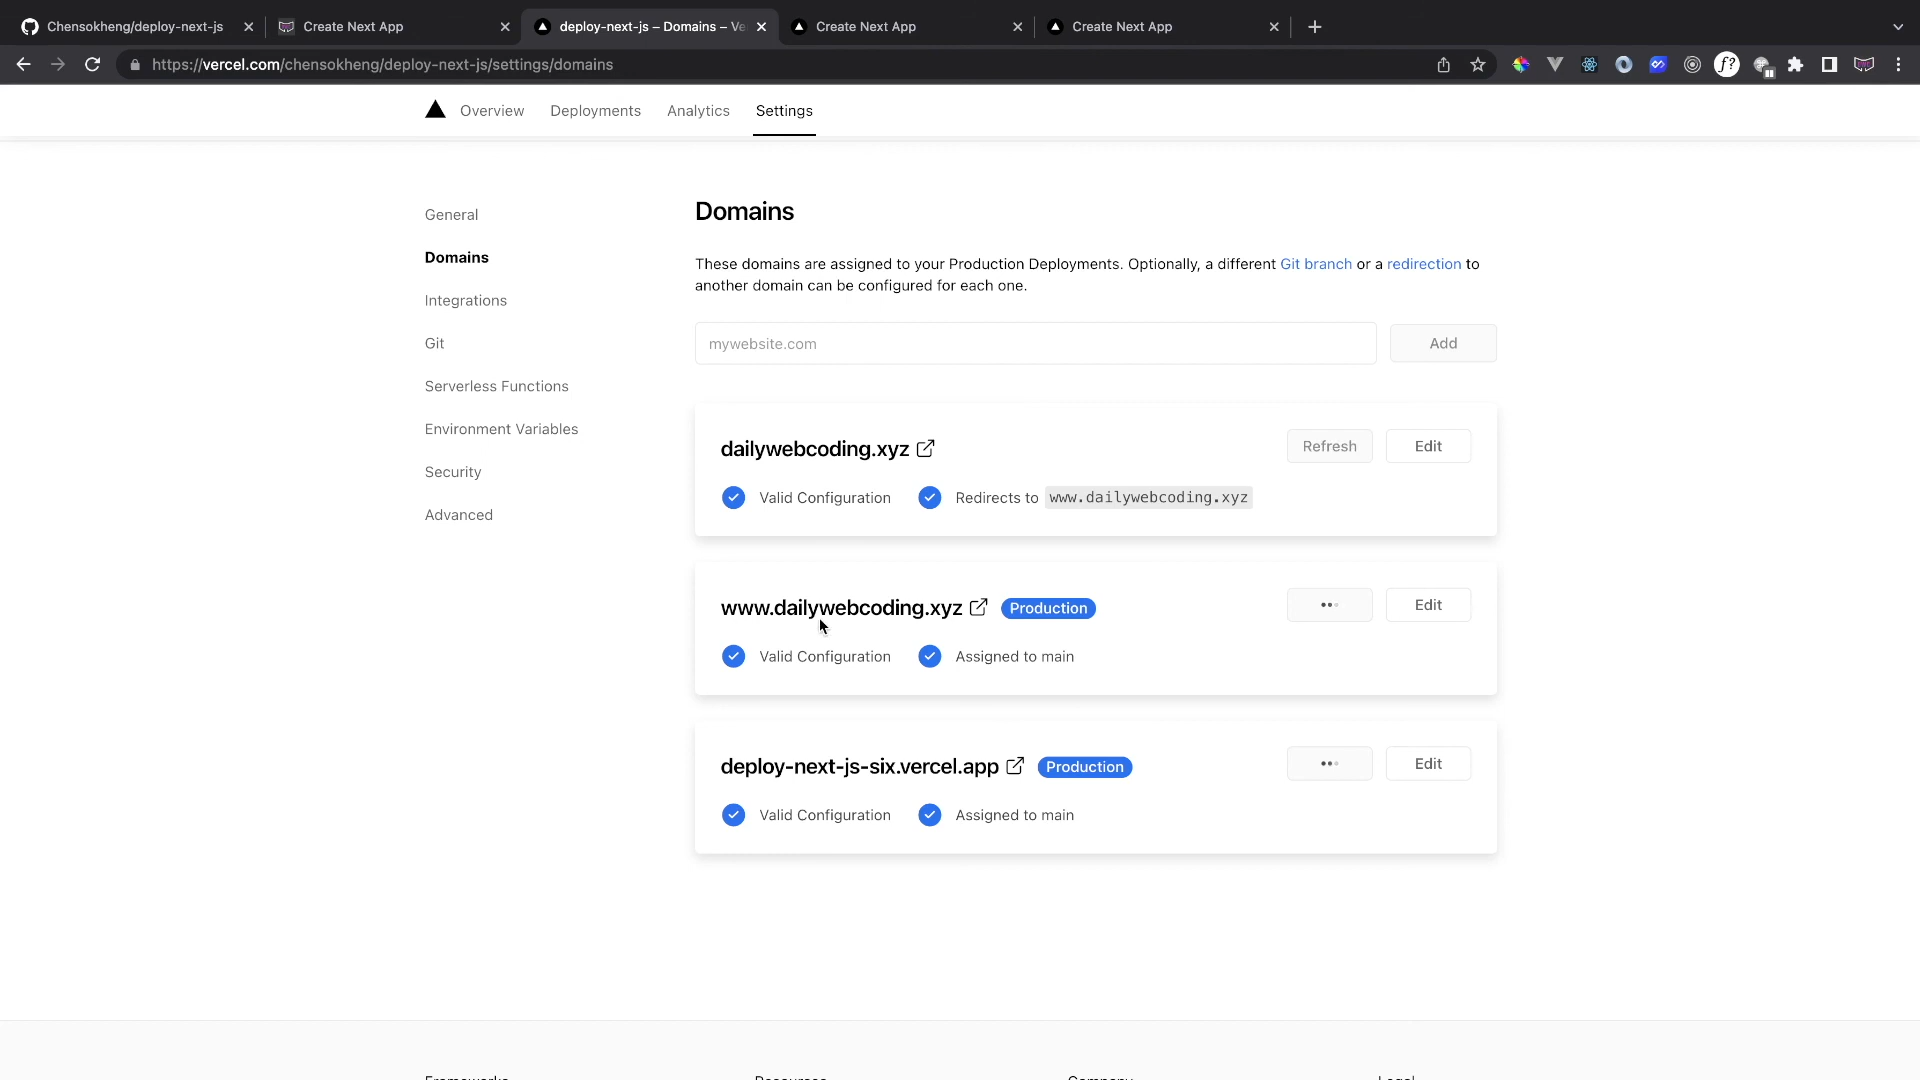 Chensokheng/deploy-next-js
Create Next App
deploy-next-js – Domains – Ve
Create Next App
Create Next App
https://vercel.com/chensokheng/deploy-next-js/settings/domains
f?
Overview
Deployments
Analytics
Settings
General
Domains
Integrations
Git
Serverless Functions
Environment Variables
Security
Advanced
Domains
These domains are assigned to your Production Deployments. Optionally, a different Git branch or a redirection to
another domain can be configured for each one.
mywebsite.com
Add
dailywebcoding.xyz
Refresh
Edit
Valid Configuration
Redirects to www.dailywebcoding.xyz
www.dailywebcoding.xyz
Production
Edit
Valid Configuration
Assigned to main
deploy-next-js-six.vercel.app
Production
Edit
Valid Configuration
Assigned to main
Frameworks
Resources
Company
Legal